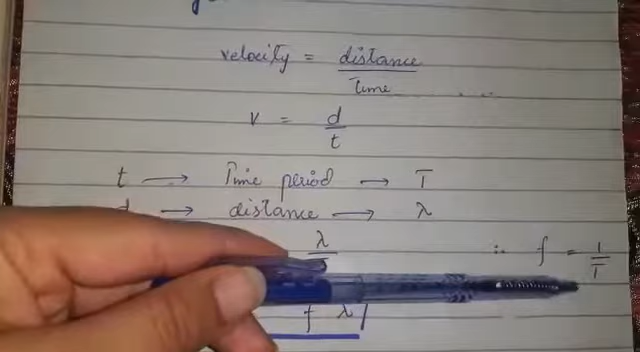 velocity = distance / Time
v = d / t
t → Time period → T
d → distance → λ
λ ∴ f = 1 / T
f λ